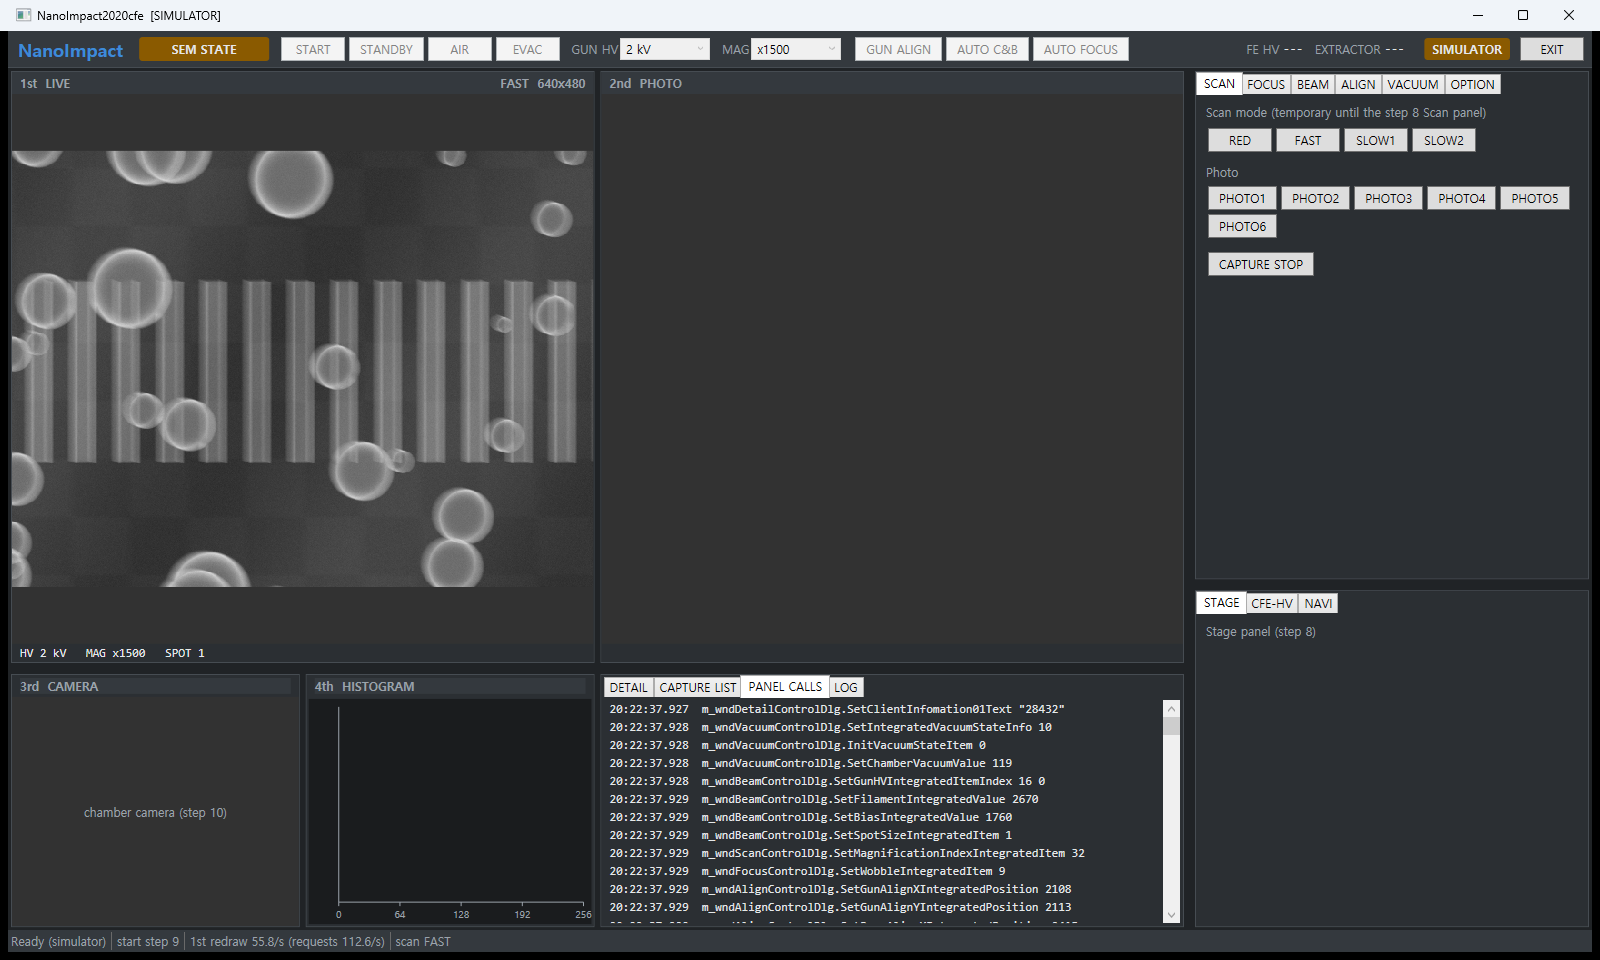 NanoImpact2020cfe [SIMULATOR]
NanoImpact SEM STATE START STANDBY AIR EVAC GUN HV 2 kV MAG x1500 GUN ALIGN AUTO C&B AUTO FOCUS FE HV --- EXTRACTOR --- SIMULATOR EXIT
1st LIVE FAST 640x480
2nd PHOTO
HV 2 kV MAG x1500 SPOT 1
SCAN FOCUS BEAM ALIGN VACUUM OPTION
Scan mode (temporary until the step 8 Scan panel)
RED FAST SLOW1 SLOW2
Photo
PHOTO1 PHOTO2 PHOTO3 PHOTO4 PHOTO5
PHOTO6
CAPTURE STOP
STAGE CFE-HV NAVI
Stage panel (step 8)
3rd CAMERA
chamber camera (step 10)
4th HISTOGRAM
0 64 128 192 256
DETAIL CAPTURE LIST PANEL CALLS LOG
20:22:37.927 m_wndDetailControlDlg.SetClientInfomation01Text "28432"
20:22:37.928 m_wndVacuumControlDlg.SetIntegratedVacuumStateInfo 10
20:22:37.928 m_wndVacuumControlDlg.InitVacuumStateItem 0
20:22:37.928 m_wndVacuumControlDlg.SetChamberVacuumValue 119
20:22:37.928 m_wndBeamControlDlg.SetGunHVIntegratedItemIndex 16 0
20:22:37.929 m_wndBeamControlDlg.SetFilamentIntegratedValue 2670
20:22:37.929 m_wndBeamControlDlg.SetBiasIntegratedValue 1760
20:22:37.929 m_wndBeamControlDlg.SetSpotSizeIntegratedItem 1
20:22:37.929 m_wndScanControlDlg.SetMagnificationIndexIntegratedItem 32
20:22:37.929 m_wndFocusControlDlg.SetWobbleIntegratedItem 9
20:22:37.929 m_wndAlignControlDlg.SetGunAlignXIntegratedPosition 2108
20:22:37.929 m_wndAlignControlDlg.SetGunAlignYIntegratedPosition 2113
Ready (simulator) start step 9 1st redraw 55.8/s (requests 112.6/s) scan FAST